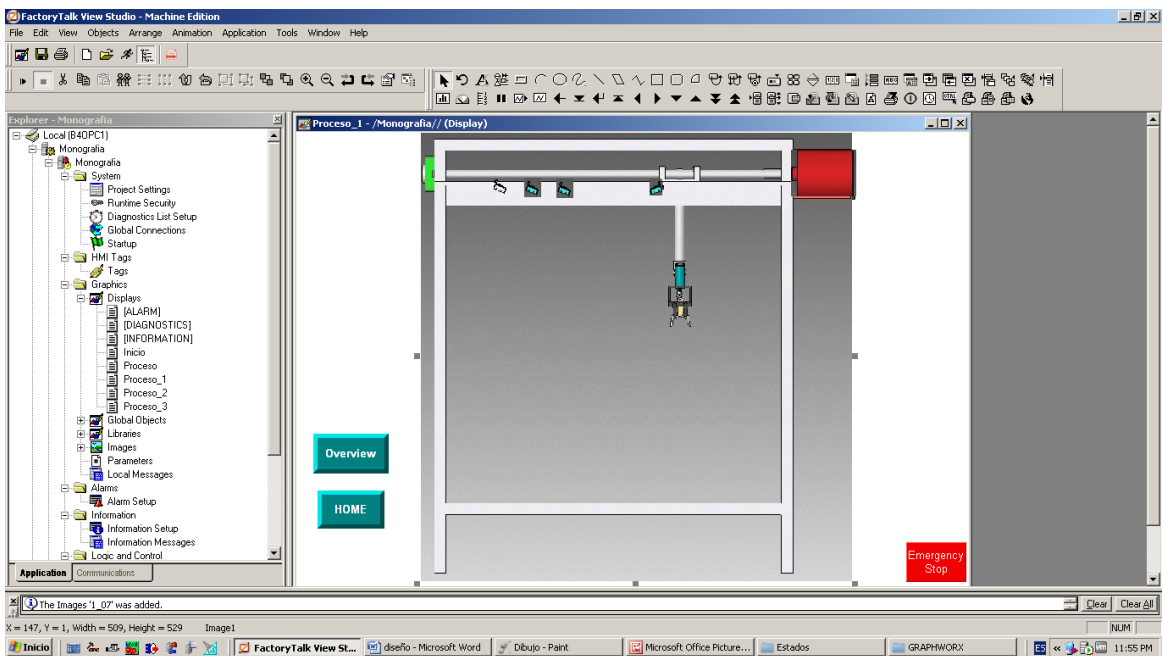 FactoryTalk View Studio - Machine Edition
File Edit View Objects Arrange Animation Application Tools Window Help
Explorer - Monografia
Local (B40PC1)
Monografia
Monografia
System
Project Settings
Runtime Security
Diagnostics List Setup
Global Connections
Startup
HMI Tags
Tags
Graphics
Displays
[ALARM]
[DIAGNOSTICS]
[INFORMATION]
Inicio
Proceso
Proceso_1
Proceso_2
Proceso_3
Global Objects
Libraries
Images
Parameters
Local Messages
Alarms
Alarm Setup
Information
Information Setup
Information Messages
Logic and Control
Application Communications
Proceso_1 - /Monografia// (Display)
Overview
HOME
Emergency
Stop
The Images '1_07' was added.
Clear Clear All
X = 147, Y = 1, Width = 509, Height = 529 Image1
NUM
Inicio FactoryTalk View St... diseño - Microsoft Word Dibujo - Paint Microsoft Office Picture... Estados GRAPHWORX ES « 11:55 PM